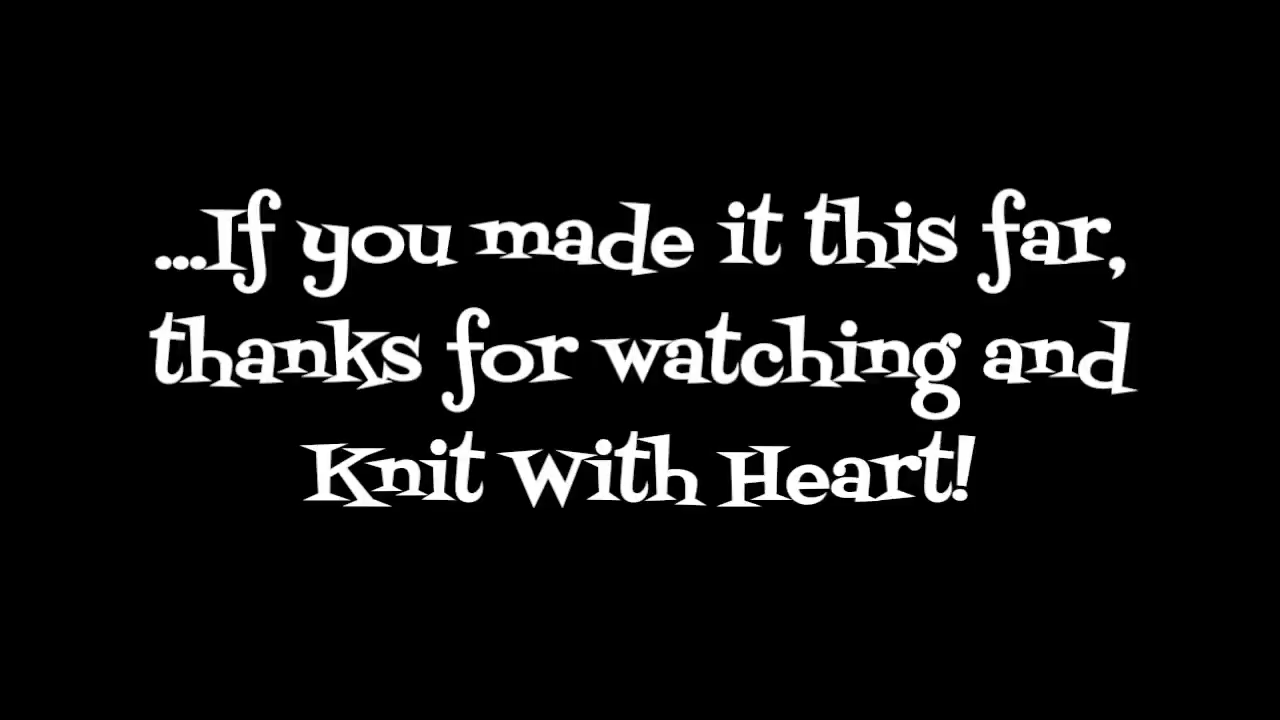 ...If you made it this far,
thanks for watching and
Knit With Heart!